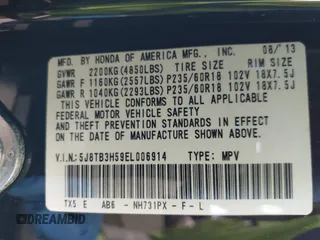 MFD. BY HONDA OF AMERICA MFG., INC. 08/'13
GVWR 2200KG(4850LBS) TIRE SIZE RIM SIZE
GAWR F 1160KG(2557LBS) P235/60R18 102V 18X7.5J
GAWR R 1040KG(2293LBS) P235/60R18 102V 18X7.5J
THIS VEHICLE CONFORMS TO ALL APPLICABLE
FEDERAL MOTOR VEHICLE SAFETY
AND THEFT PREVENTION STANDARDS IN EFFECT ON THE DATE OF
MANUFACTURE SHOWN ABOVE.
V.I.N.:5J8TB3H59EL006914 TYPE: MPV
TX5 E AB6 - NH731PX - F - L
DREAMBID